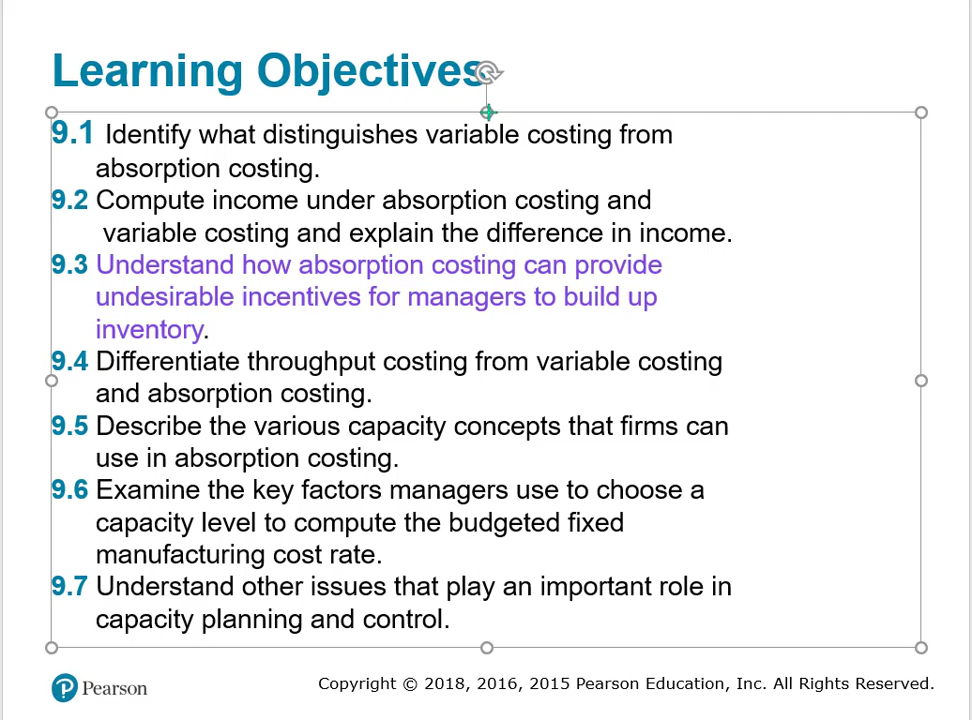 Learning Objectives
9.1 Identify what distinguishes variable costing from
absorption costing.
9.2 Compute income under absorption costing and
variable costing and explain the difference in income.
9.3 Understand how absorption costing can provide
undesirable incentives for managers to build up
inventory.
9.4 Differentiate throughput costing from variable costing
and absorption costing.
9.5 Describe the various capacity concepts that firms can
use in absorption costing.
9.6 Examine the key factors managers use to choose a
capacity level to compute the budgeted fixed
manufacturing cost rate.
9.7 Understand other issues that play an important role in
capacity planning and control.
P Pearson
Copyright © 2018, 2016, 2015 Pearson Education, Inc. All Rights Reserved.